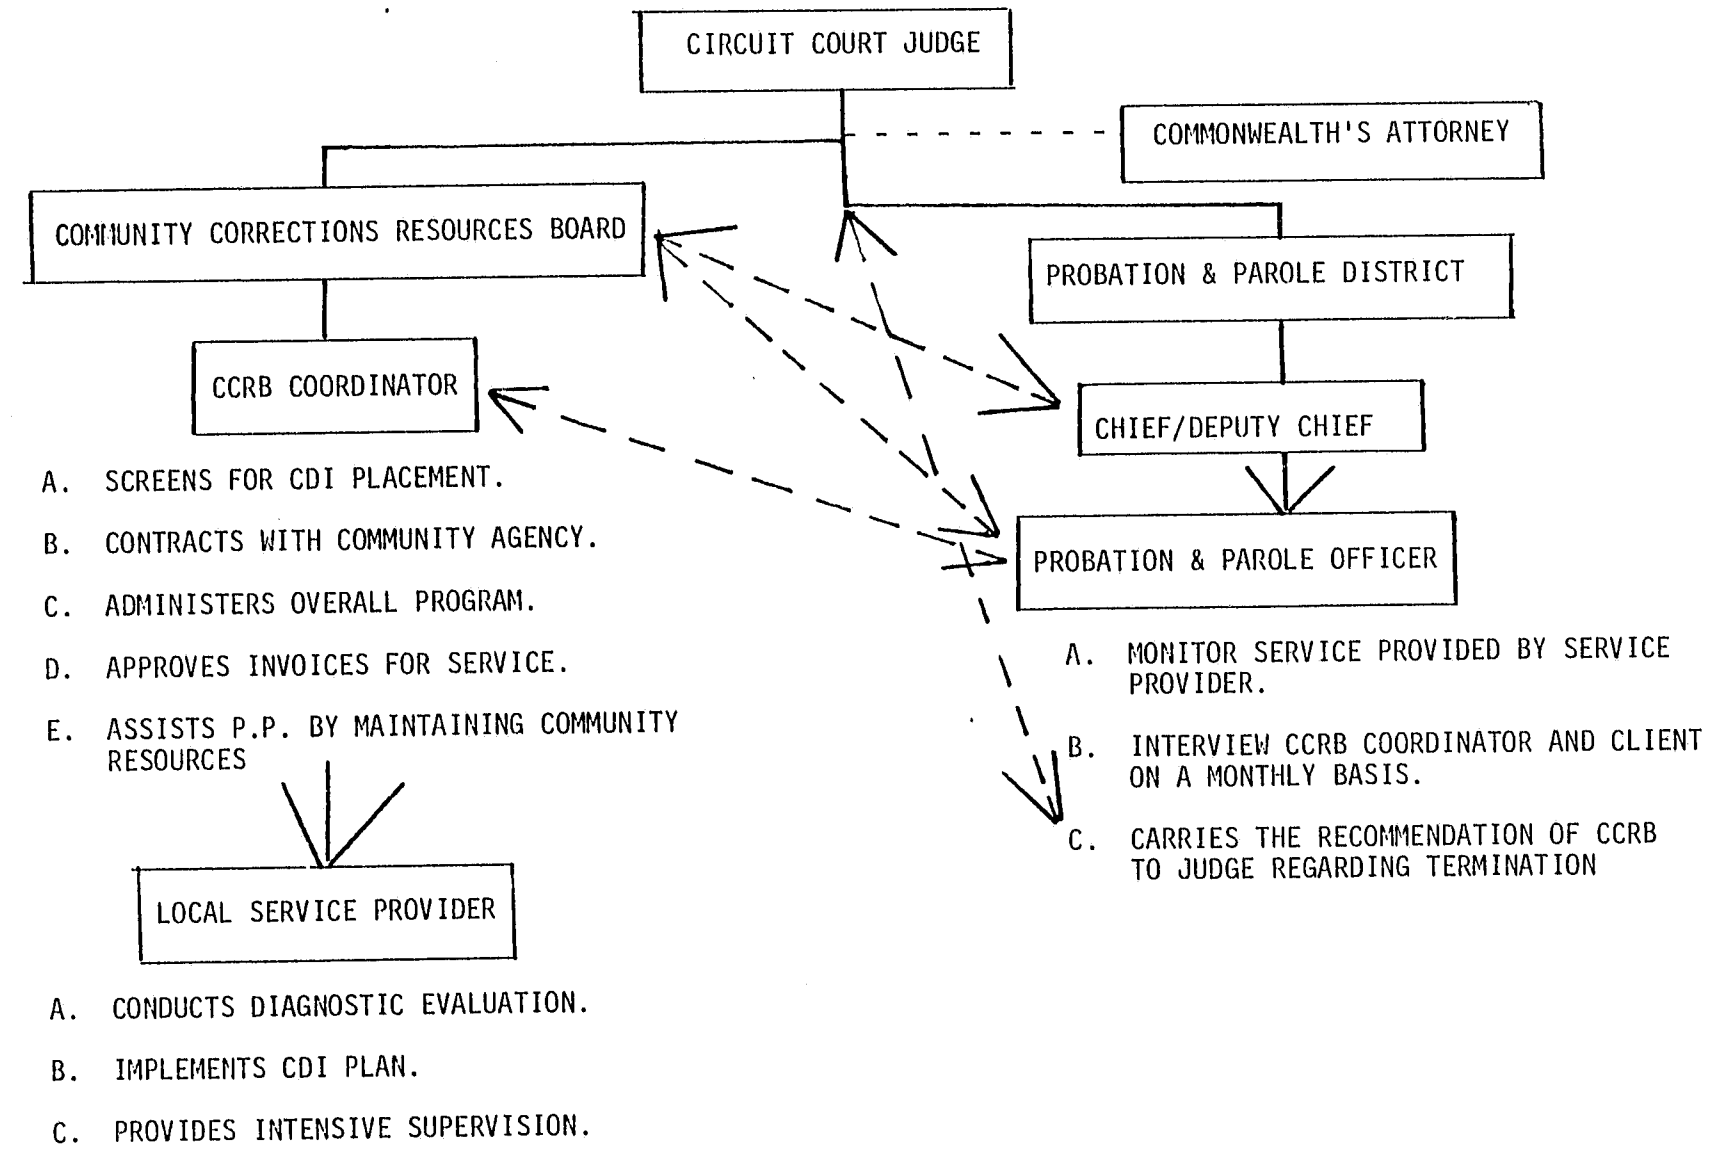 CIRCUIT COURT JUDGE
COMMONWEALTH'S ATTORNEY
COMMUNITY CORRECTIONS RESOURCES BOARD
PROBATION & PAROLE DISTRICT
CCRB COORDINATOR
CHIEF/DEPUTY CHIEF
A. SCREENS FOR CDI PLACEMENT.
B. CONTRACTS WITH COMMUNITY AGENCY.
C. ADMINISTERS OVERALL PROGRAM.
D. APPROVES INVOICES FOR SERVICE.
E. ASSISTS P.P. BY MAINTAINING COMMUNITY
RESOURCES
PROBATION & PAROLE OFFICER
A. MONITOR SERVICE PROVIDED BY SERVICE
PROVIDER.
B. INTERVIEW CCRB COORDINATOR AND CLIENT
ON A MONTHLY BASIS.
C. CARRIES THE RECOMMENDATION OF CCRB
TO JUDGE REGARDING TERMINATION
LOCAL SERVICE PROVIDER
A. CONDUCTS DIAGNOSTIC EVALUATION.
B. IMPLEMENTS CDI PLAN.
C. PROVIDES INTENSIVE SUPERVISION.